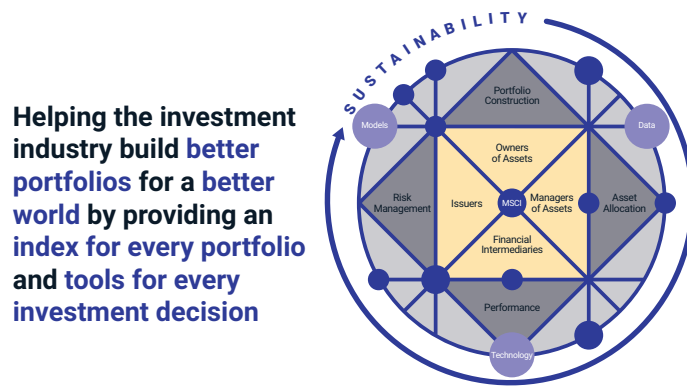 Helping the investment
industry build better
portfolios for a better
world by providing an
index for every portfolio
and tools for every
investment decision
SUSTAINABILITY
Portfolio
Construction
Models
Data
Owners
of Assets
Risk
Management
Issuers
MSCI
Managers
of Assets
Asset
Allocation
Financial
Intermediaries
Performance
Technology